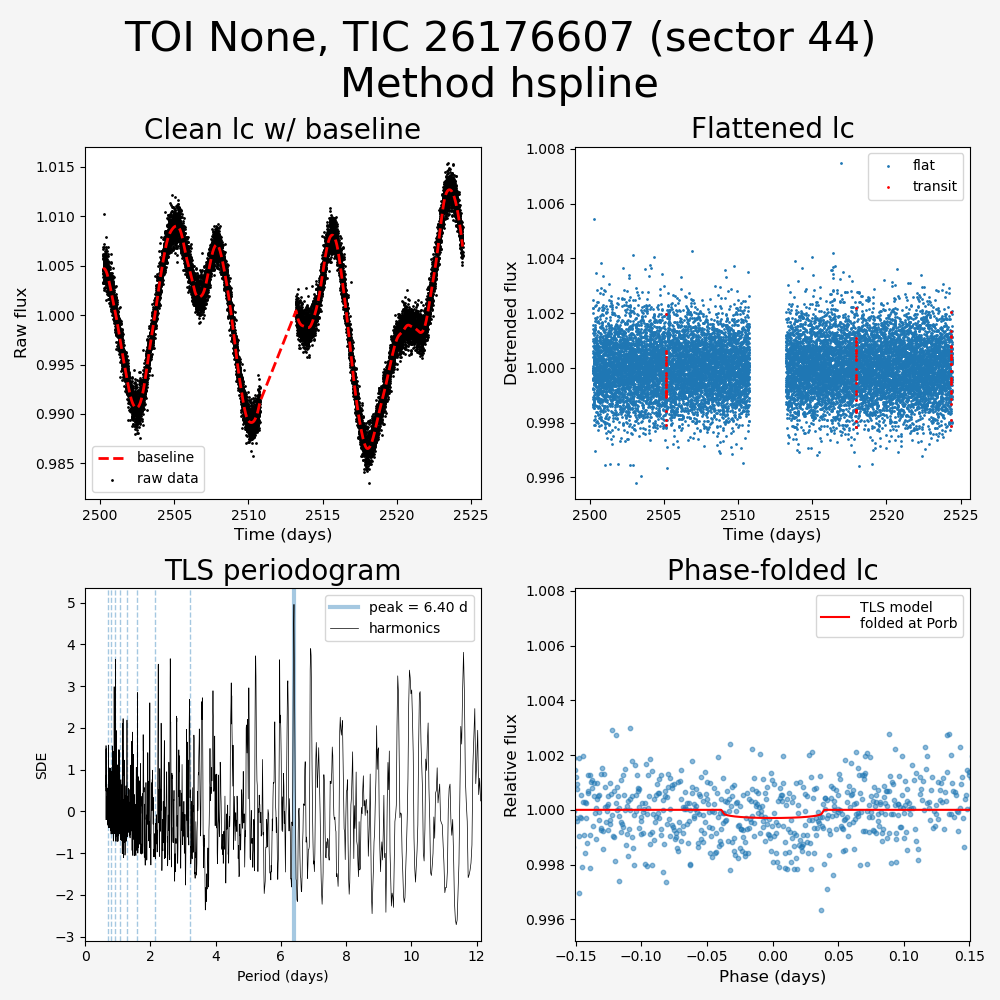 TOI None, TIC 26176607 (sector 44)
Method hspline
Clean lc w/ baseline
Raw flux
1.015
1.010
1.005
1.000
0.995
0.990
0.985
baseline
raw data
2500 2505 2510 2515 2520 2525
Time (days)
Flattened lc
Detrended flux
1.008
1.006
1.004
1.002
1.000
0.998
0.996
flat
transit
2500 2505 2510 2515 2520 2525
Time (days)
TLS periodogram
SDE
5
4
3
2
1
0
−1
−2
−3
peak = 6.40 d
harmonics
0 2 4 6 8 10 12
Period (days)
Phase-folded lc
Relative flux
1.008
1.006
1.004
1.002
1.000
0.998
0.996
TLS model
folded at Porb
−0.15 −0.10 −0.05 0.00 0.05 0.10 0.15
Phase (days)